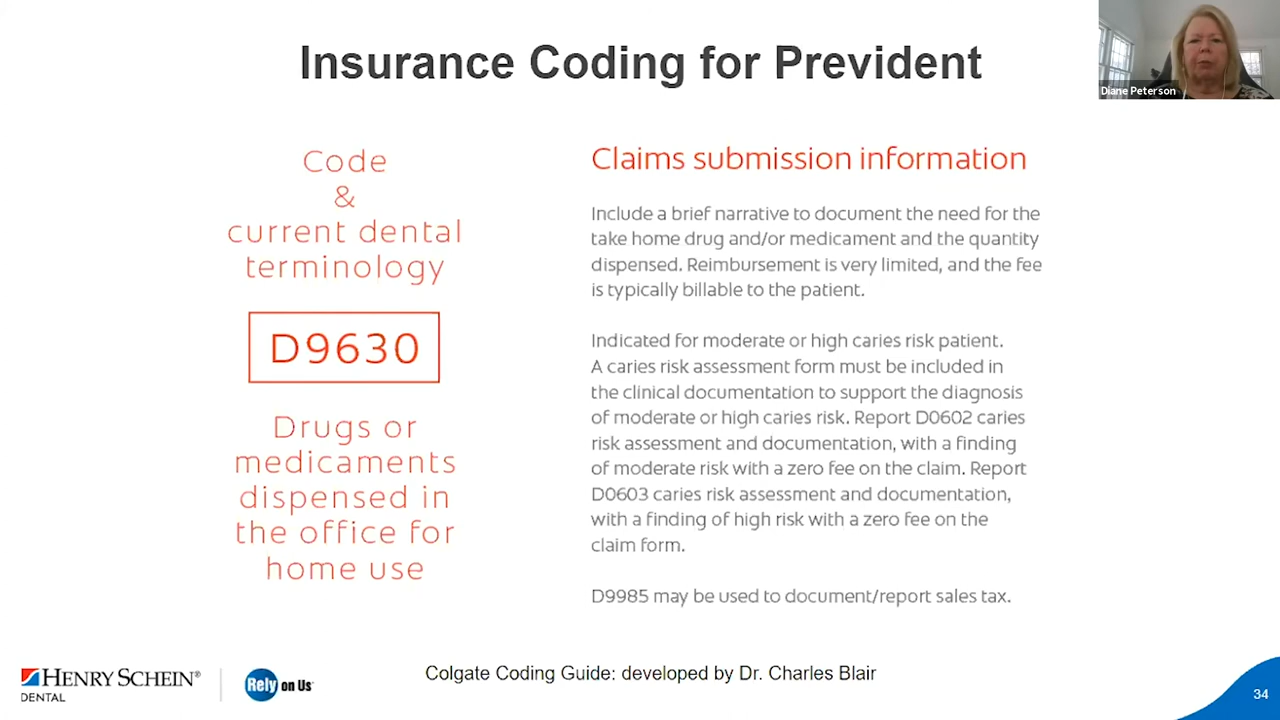 Insurance Coding for Prevident
Diane Peterson
Code
&
current dental
terminology
D9630
Drugs or
medicaments
dispensed in
the office for
home use
Claims submission information
Include a brief narrative to document the need for the
take home drug and/or medicament and the quantity
dispensed. Reimbursement is very limited, and the fee
is typically billable to the patient.
Indicated for moderate or high caries risk patient.
A caries risk assessment form must be included in
the clinical documentation to support the diagnosis
of moderate or high caries risk. Report D0602 caries
risk assessment and documentation, with a finding
of moderate risk with a zero fee on the claim. Report
D0603 caries risk assessment and documentation,
with a finding of high risk with a zero fee on the
claim form.
D9985 may be used to document/report sales tax.
HENRY SCHEIN®
DENTAL
Rely on Us
Colgate Coding Guide: developed by Dr. Charles Blair
34